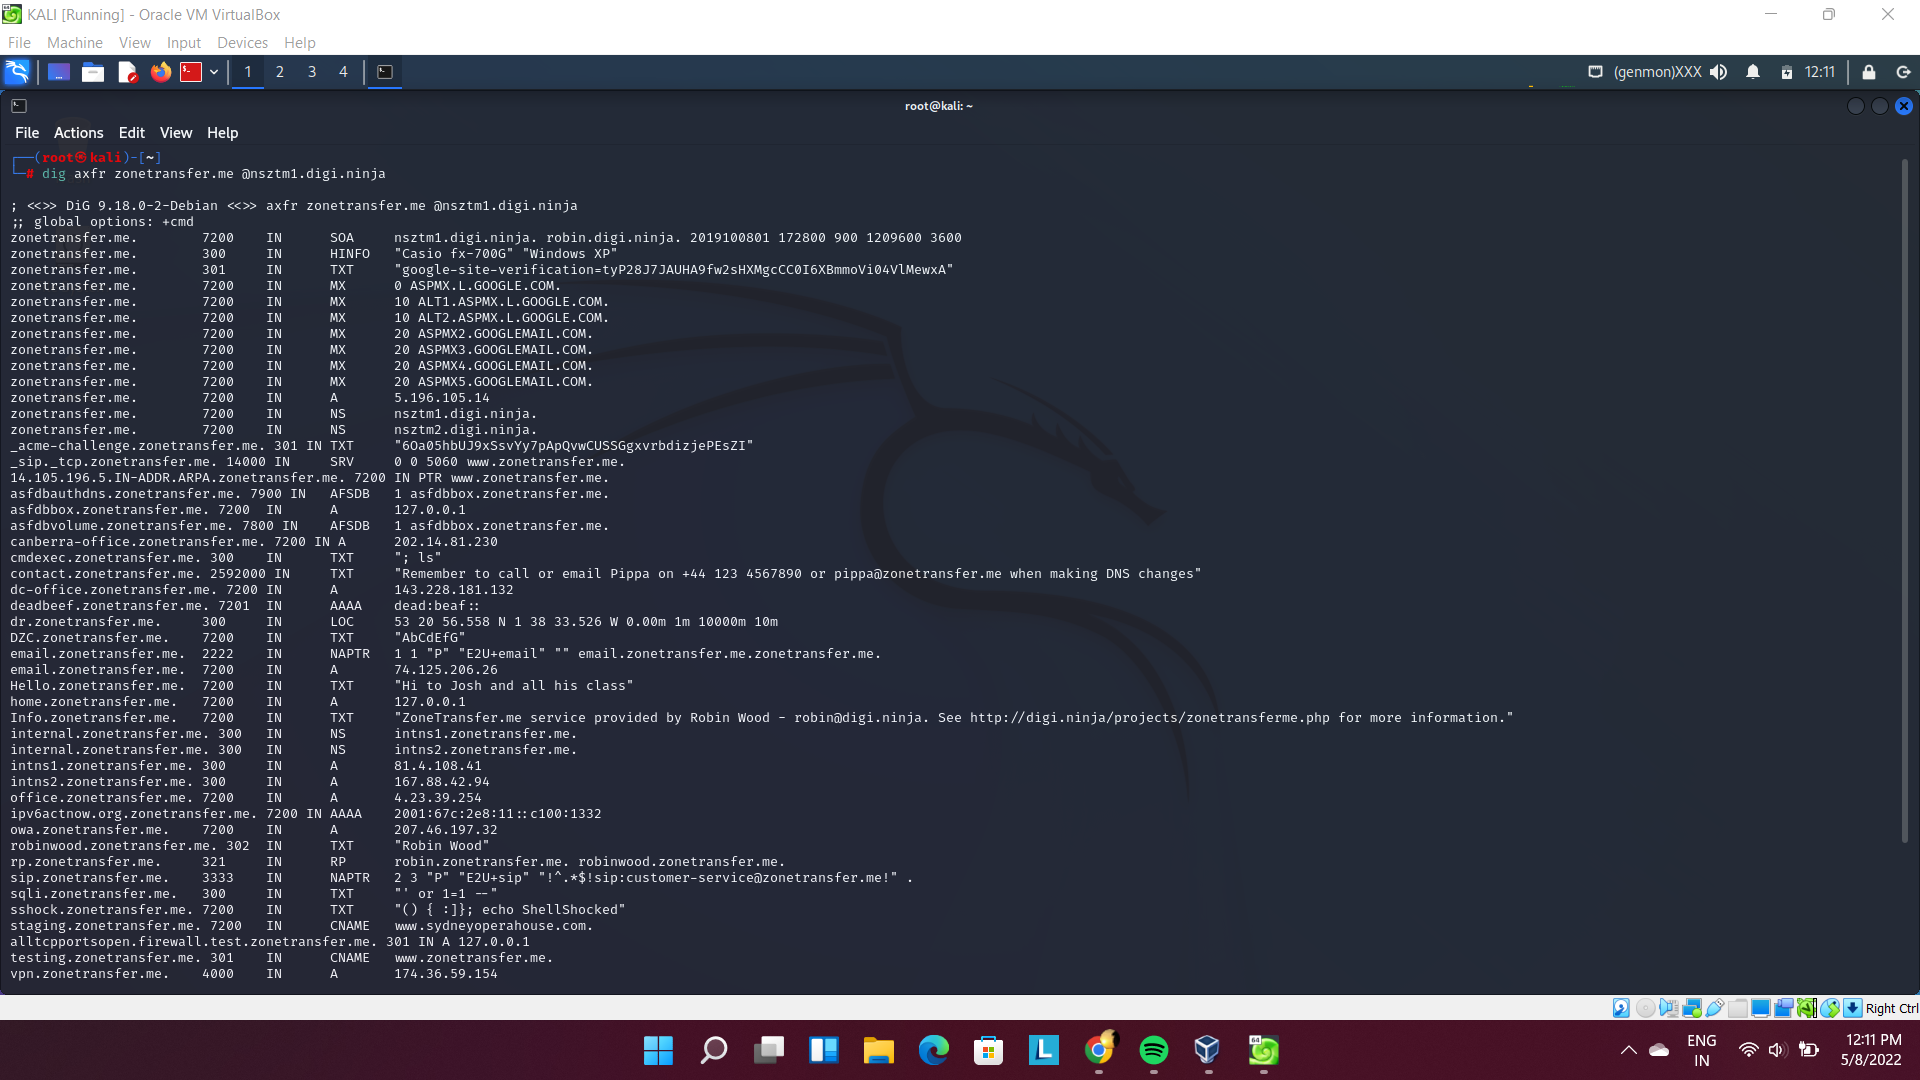 KALI [Running] - Oracle VM VirtualBox
File Machine View Input Devices Help
1 2 3 4 (genmon)XXX 12:11
root@kali: ~
File Actions Edit View Help
┌──(root㉿kali)-[~]
└─# dig axfr zonetransfer.me @nsztm1.digi.ninja
; <<>> DiG 9.18.0-2-Debian <<>> axfr zonetransfer.me @nsztm1.digi.ninja
;; global options: +cmd
zonetransfer.me. 7200 IN SOA nsztm1.digi.ninja. robin.digi.ninja. 2019100801 172800 900 1209600 3600
zonetransfer.me. 300 IN HINFO "Casio fx-700G" "Windows XP"
zonetransfer.me. 301 IN TXT "google-site-verification=tyP28J7JAUHA9fw2sHXMgcCC0I6XBmmoVi04VlMewxA"
zonetransfer.me. 7200 IN MX 0 ASPMX.L.GOOGLE.COM.
zonetransfer.me. 7200 IN MX 10 ALT1.ASPMX.L.GOOGLE.COM.
zonetransfer.me. 7200 IN MX 10 ALT2.ASPMX.L.GOOGLE.COM.
zonetransfer.me. 7200 IN MX 20 ASPMX2.GOOGLEMAIL.COM.
zonetransfer.me. 7200 IN MX 20 ASPMX3.GOOGLEMAIL.COM.
zonetransfer.me. 7200 IN MX 20 ASPMX4.GOOGLEMAIL.COM.
zonetransfer.me. 7200 IN MX 20 ASPMX5.GOOGLEMAIL.COM.
zonetransfer.me. 7200 IN A 5.196.105.14
zonetransfer.me. 7200 IN NS nsztm1.digi.ninja.
zonetransfer.me. 7200 IN NS nsztm2.digi.ninja.
_acme-challenge.zonetransfer.me. 301 IN TXT "6Oa05hbUJ9xSsvYy7pApQvwCUSSGgxvrbdizjePEsZI"
_sip._tcp.zonetransfer.me. 14000 IN SRV 0 0 5060 www.zonetransfer.me.
14.105.196.5.IN-ADDR.ARPA.zonetransfer.me. 7200 IN PTR www.zonetransfer.me.
asfdbauthdns.zonetransfer.me. 7900 IN AFSDB 1 asfdbbox.zonetransfer.me.
asfdbbox.zonetransfer.me. 7200 IN A 127.0.0.1
asfdbvolume.zonetransfer.me. 7800 IN AFSDB 1 asfdbbox.zonetransfer.me.
canberra-office.zonetransfer.me. 7200 IN A 202.14.81.230
cmdexec.zonetransfer.me. 300 IN TXT "; ls"
contact.zonetransfer.me. 2592000 IN TXT "Remember to call or email Pippa on +44 123 4567890 or pippa@zonetransfer.me when making DNS changes"
dc-office.zonetransfer.me. 7200 IN A 143.228.181.132
deadbeef.zonetransfer.me. 7201 IN AAAA dead:beaf::
dr.zonetransfer.me. 300 IN LOC 53 20 56.558 N 1 38 33.526 W 0.00m 1m 10000m 10m
DZC.zonetransfer.me. 7200 IN TXT "AbCdEfG"
email.zonetransfer.me. 2222 IN NAPTR 1 1 "P" "E2U+email" "" email.zonetransfer.me.zonetransfer.me.
email.zonetransfer.me. 7200 IN A 74.125.206.26
Hello.zonetransfer.me. 7200 IN TXT "Hi to Josh and all his class"
home.zonetransfer.me. 7200 IN A 127.0.0.1
Info.zonetransfer.me. 7200 IN TXT "ZoneTransfer.me service provided by Robin Wood - robin@digi.ninja. See http://digi.ninja/projects/zonetransferme.php for more information."
internal.zonetransfer.me. 300 IN NS intns1.zonetransfer.me.
internal.zonetransfer.me. 300 IN NS intns2.zonetransfer.me.
intns1.zonetransfer.me. 300 IN A 81.4.108.41
intns2.zonetransfer.me. 300 IN A 167.88.42.94
office.zonetransfer.me. 7200 IN A 4.23.39.254
ipv6actnow.org.zonetransfer.me. 7200 IN AAAA 2001:67c:2e8:11::c100:1332
owa.zonetransfer.me. 7200 IN A 207.46.197.32
robinwood.zonetransfer.me. 302 IN TXT "Robin Wood"
rp.zonetransfer.me. 321 IN RP robin.zonetransfer.me. robinwood.zonetransfer.me.
sip.zonetransfer.me. 3333 IN NAPTR 2 3 "P" "E2U+sip" "!^.*$!sip:customer-service@zonetransfer.me!" .
sqli.zonetransfer.me. 300 IN TXT "' or 1=1 --"
sshock.zonetransfer.me. 7200 IN TXT "() { :]}; echo ShellShocked"
staging.zonetransfer.me. 7200 IN CNAME www.sydneyoperahouse.com.
alltcpportsopen.firewall.test.zonetransfer.me. 301 IN A 127.0.0.1
testing.zonetransfer.me. 301 IN CNAME www.zonetransfer.me.
vpn.zonetransfer.me. 4000 IN A 174.36.59.154
Right Ctrl
ENG
IN
12:11 PM
5/8/2022